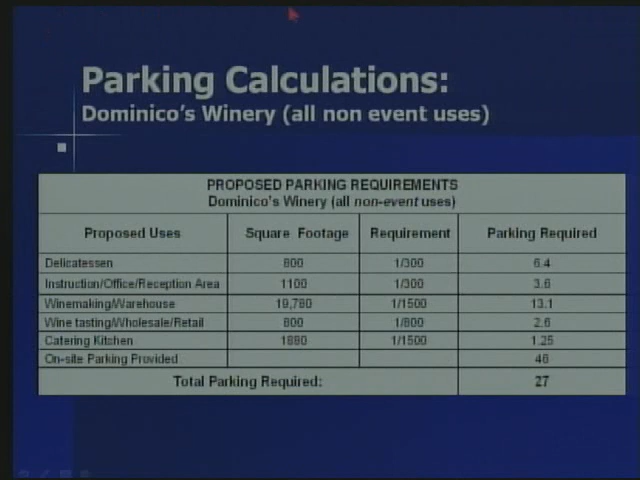 Parking Calculations:
Dominico's Winery (all non event uses)
PROPOSED PARKING REQUIREMENTS
Dominico's Winery (all non-event uses)
Proposed Uses Square Footage Requirement Parking Required
Delicatessen 800 1/300 6.4
Instruction/Office/Reception Area 1100 1/300 3.6
Winemaking/Warehouse 19,780 1/1500 13.1
Wine tasting/Wholesale/Retail 800 1/800 2.6
Catering Kitchen 1880 1/1500 1.25
On-site Parking Provided 46
Total Parking Required: 27